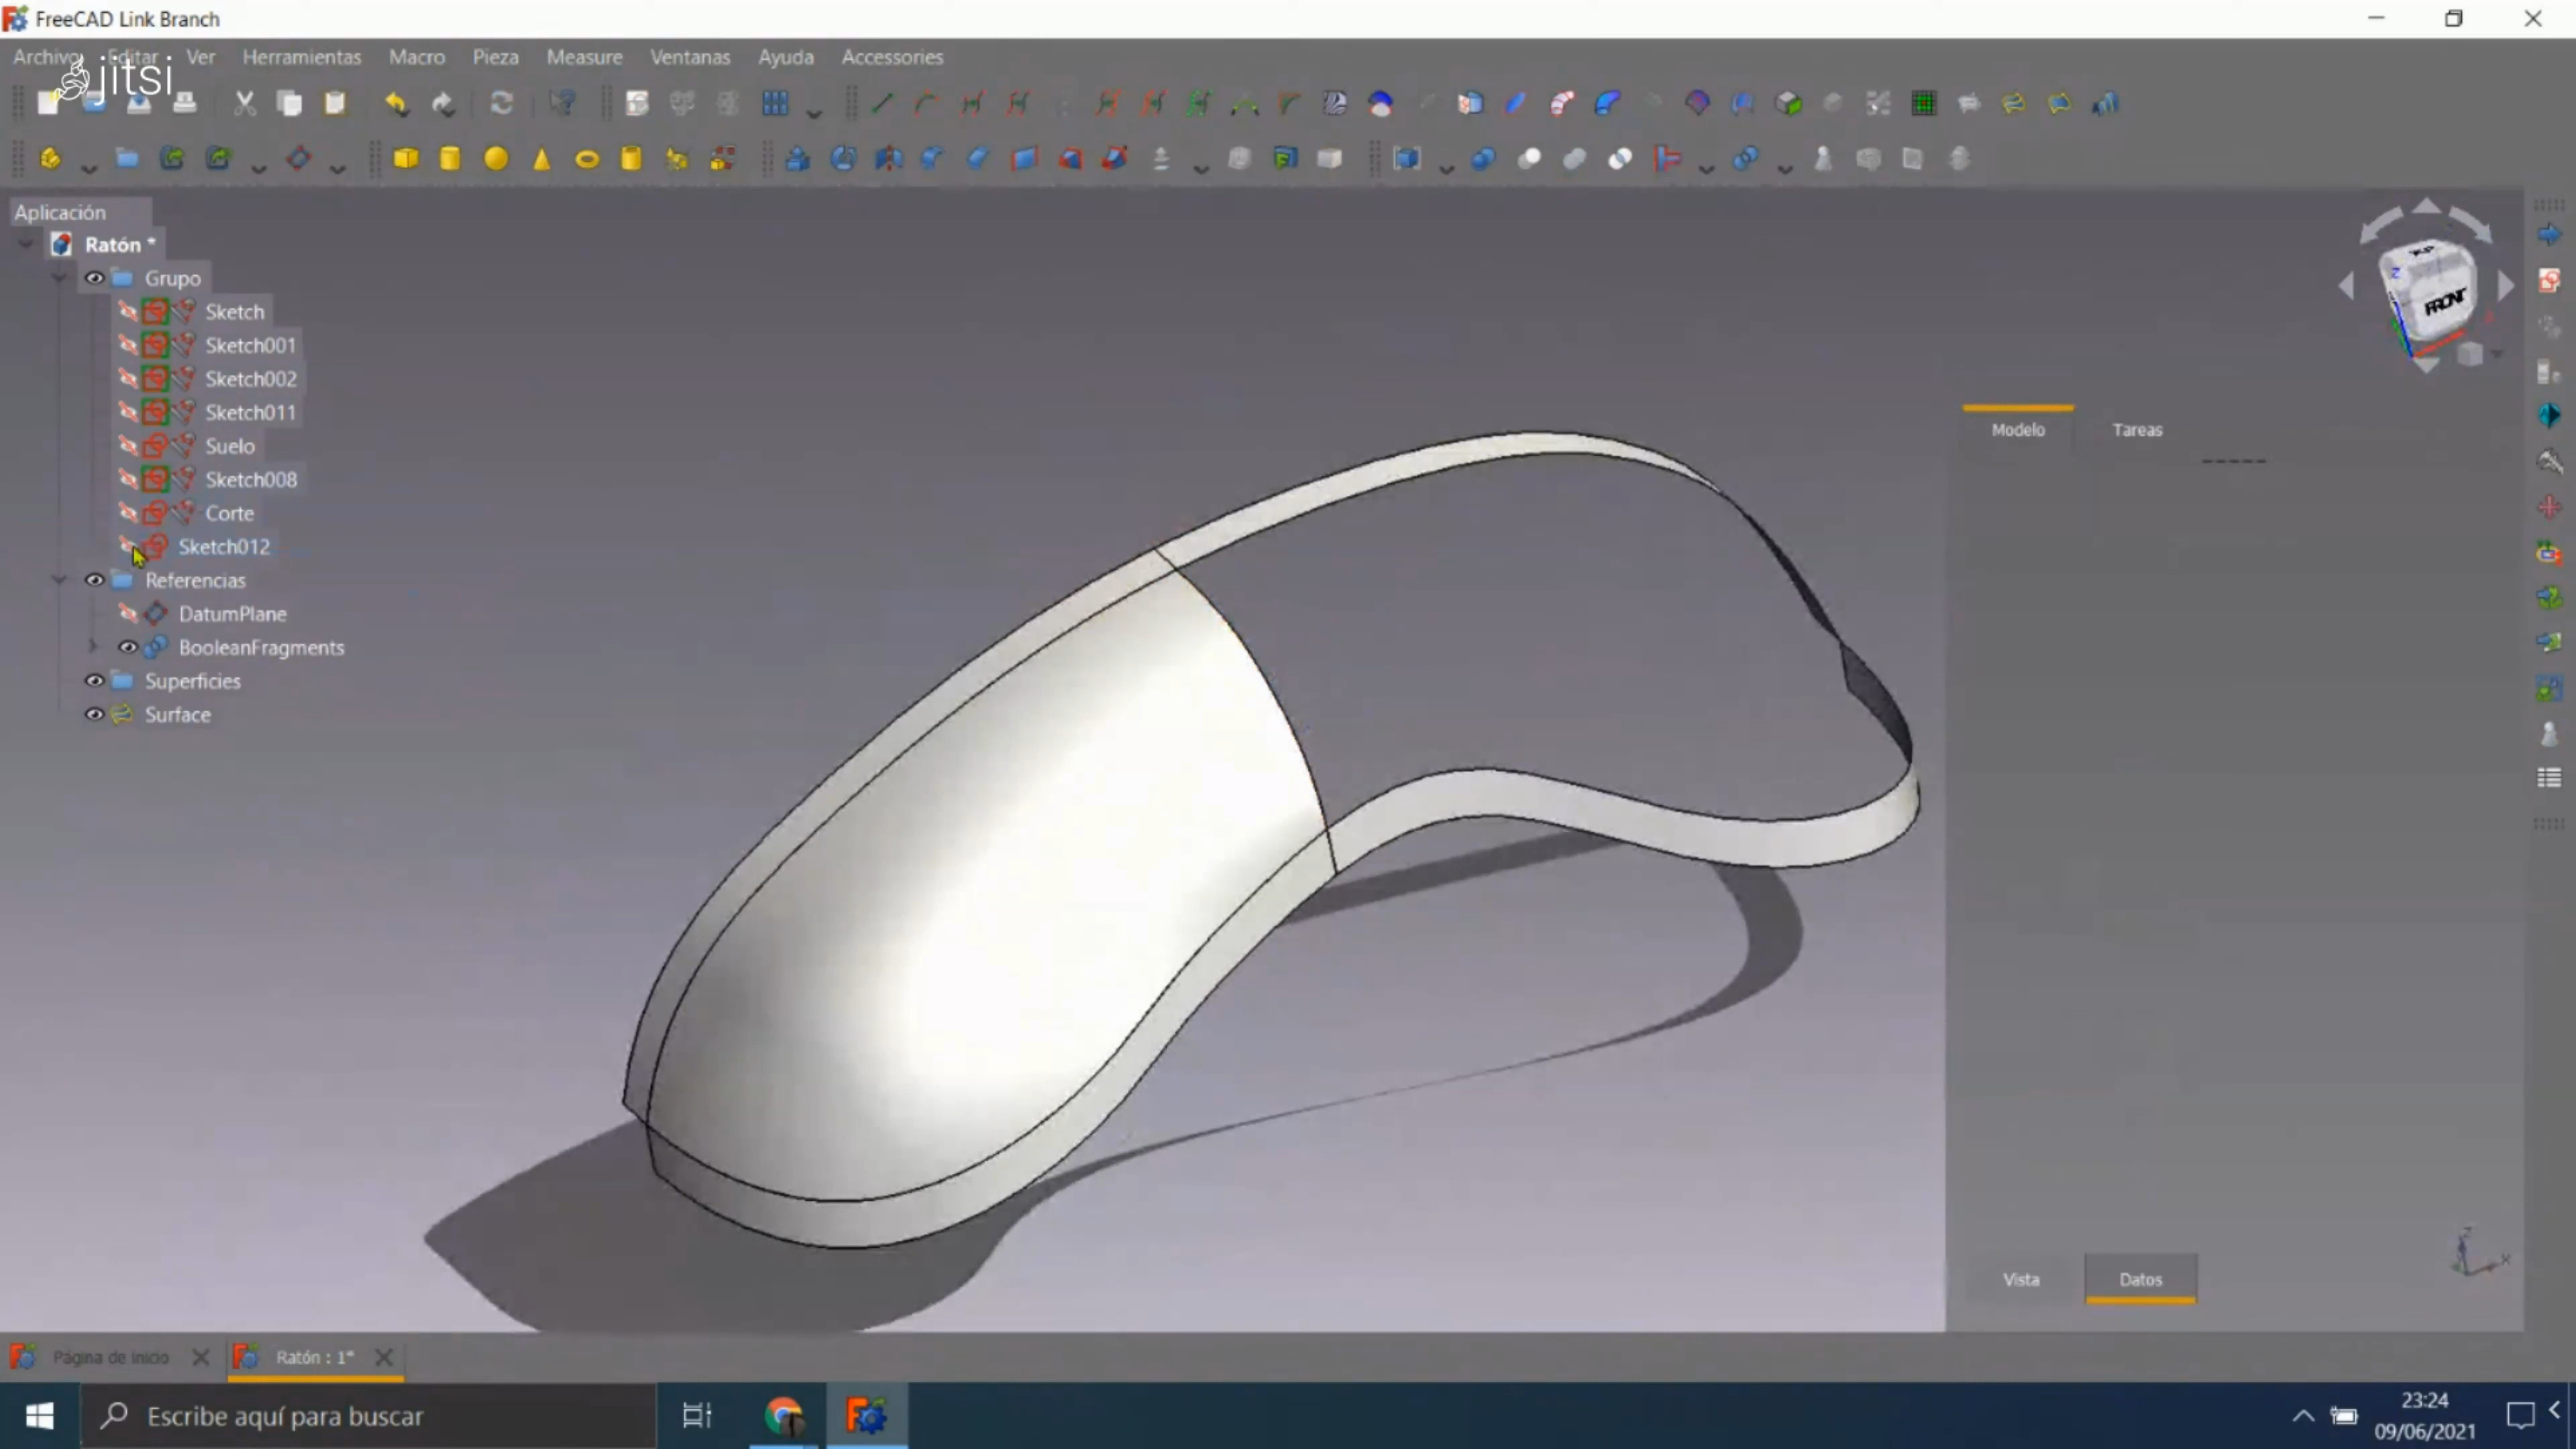 FreeCAD Link Branch
Archivo Editar Ver Herramientas Macro Pieza Measure Ventanas Ayuda Accessories
jitsi
Aplicación
Ratón *
Grupo
Sketch
Sketch001
Sketch002
Sketch011
Suelo
Sketch008
Corte
Sketch012
Referencias
DatumPlane
BooleanFragments
Superficies
Surface
TOP
FRONT
Z
Modelo Tareas
Vista Datos
Z
X
Página de inicio Ratón : 1*
Escribe aquí para buscar
23:24
09/06/2021